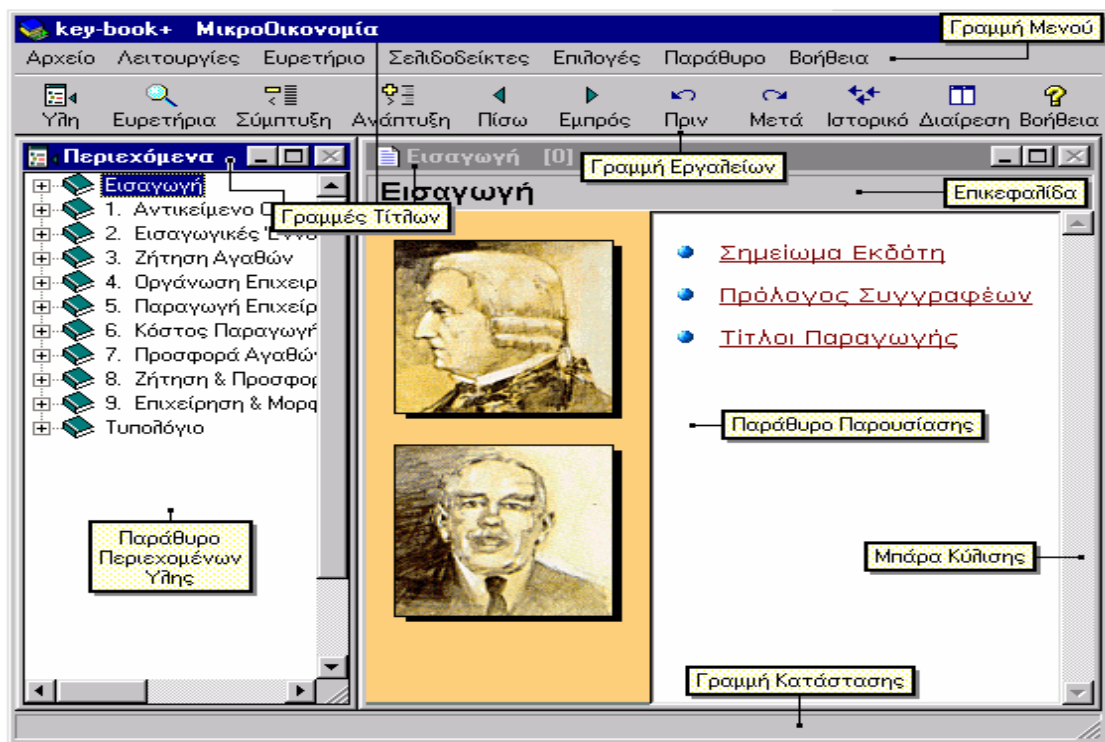 key-book+ ΜικροΟικονομία
Γραμμή Μενού
Αρχείο Λειτουργίες Ευρετήριο Σελιδοδείκτες Επιλογές Παράθυρο Βοήθεια
Ύλη Ευρετήρια Σύμπτυξη Ανάπτυξη Πίσω Εμπρός Πριν Μετά Ιστορικό Διαίρεση Βοήθεια
Περιεχόμενα
Εισαγωγή [0]
Γραμμή Εργαλείων
Εισαγωγή
Επικεφαλίδα
Γραμμές Τίτλων
Εισαγωγή
1. Αντικείμενο Ο
2. Εισαγωγικές Έννο
3. Ζήτηση Αγαθών
4. Οργάνωση Επιχειρ
5. Παραγωγή Επιχείρ
6. Κόστος Παραγωγή
7. Προσφορά Αγαθώ
8. Ζήτηση & Προσφορ
9. Επιχείρηση & Μορφ
Τυπολόγιο
Σημείωμα Εκδότη
Πρόλογος Συγγραφέων
Τίτλοι Παραγωγής
Παράθυρο Παρουσίασης
Παράθυρο
Περιεχομένων
Ύλης
Μπάρα Κύλισης
Γραμμή Κατάστασης